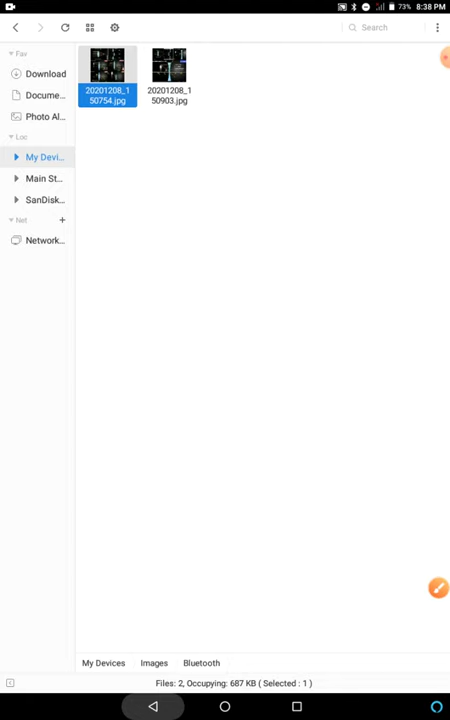 73% 8:38 PM
Search
Fav
Download
Docume...
Photo Al...
Loc
My Devi...
Main St...
SanDisk...
Net +
Network...
20201208_1
50754.jpg
20201208_1
50903.jpg
My Devices Images Bluetooth
Files: 2, Occupying: 687 KB ( Selected : 1 )